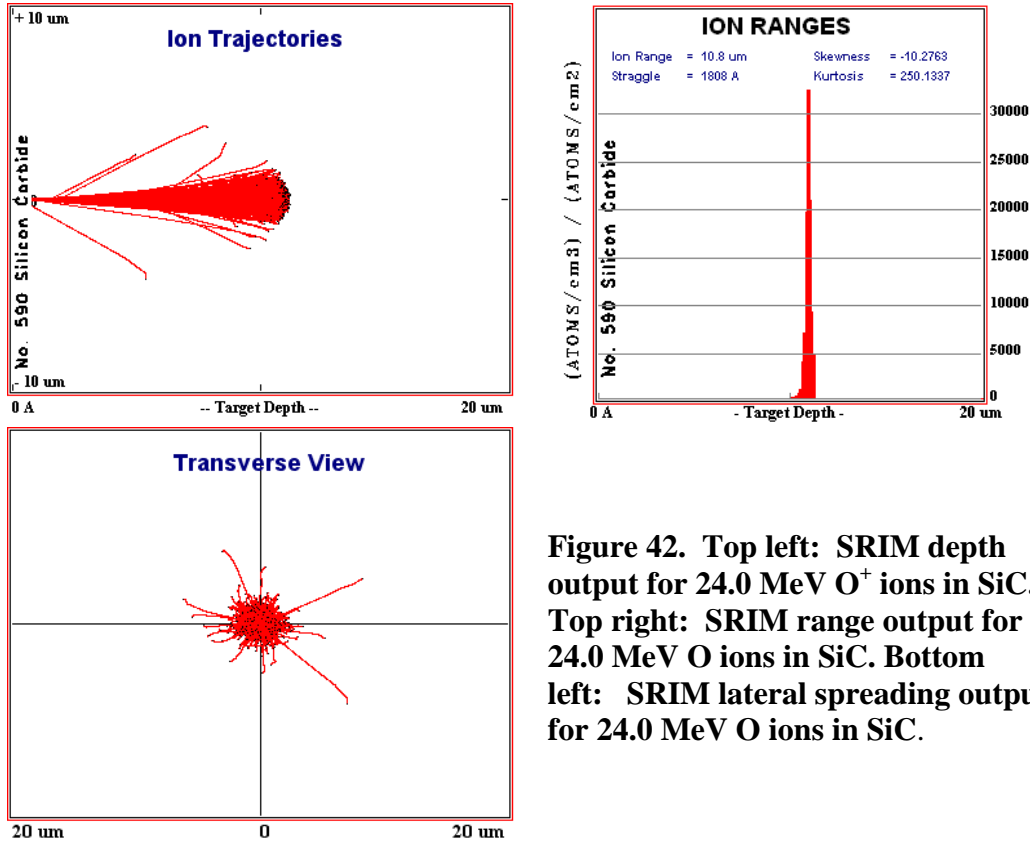 + 10 um
Ion Trajectories
No. 590 Silicon Carbide
- 10 um
0 A
-- Target Depth --
20 um
ION RANGES
Ion Range = 10.8 um
Skewness = -10.2763
Straggle = 1808 A
Kurtosis = 250.1337
(ATOMS/cm3) / (ATOMS/cm2)
No. 590 Silicon Carbide
30000
25000
20000
15000
10000
5000
0
0 A
- Target Depth -
20 um
Transverse View
20 um
0
20 um
Figure 42. Top left: SRIM depth
output for 24.0 MeV O+ ions in SiC.
Top right: SRIM range output for
24.0 MeV O ions in SiC. Bottom
left: SRIM lateral spreading outpu
for 24.0 MeV O ions in SiC.